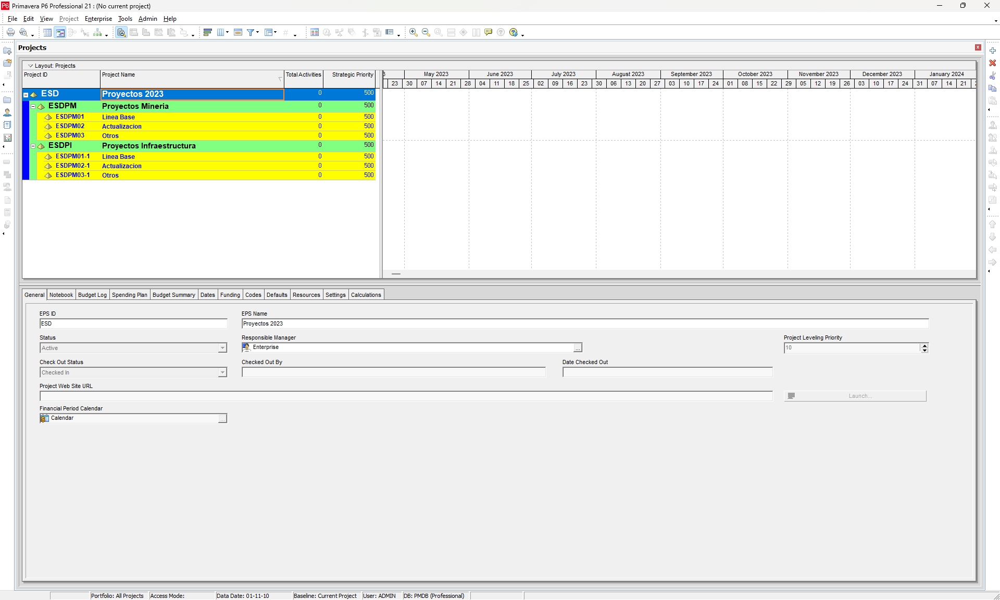 P6 Primavera P6 Professional 21 : (No current project)
File Edit View Project Enterprise Tools Admin Help
Projects
Layout: Projects
Project ID Project Name Total Activities Strategic Priority
3 May 2023 June 2023 July 2023 August 2023 September 2023 October 2023 November 2023 December 2023 January 2024
23 30 07 14 21 28 04 11 18 25 02 09 16 23 30 06 13 20 27 03 10 17 24 01 08 15 22 29 05 12 19 26 03 10 17 24 31 07 14 21
ESD Proyectos 2023 0 500
ESDPM Proyectos Mineria 0 500
ESDPM01 Linea Base 0 500
ESDPM02 Actualizacion 0 500
ESDPM03 Otros 0 500
ESDPI Proyectos Infraestructura 0 500
ESDPM01-1 Linea Base 0 500
ESDPM02-1 Actualizacion 0 500
ESDPM03-1 Otros 0 500
General Notebook Budget Log Spending Plan Budget Summary Dates Funding Codes Defaults Resources Settings Calculations
EPS ID EPS Name
ESD Proyectos 2023
Status Responsible Manager Project Leveling Priority
Active Enterprise ... 10
Check Out Status Checked Out By Date Checked Out
Checked In
Project Web Site URL
Launch...
Financial Period Calendar
Calendar ...
Portfolio: All Projects Access Mode: Data Date: 01-11-10 Baseline: Current Project User: ADMIN DB: PMDB (Professional)